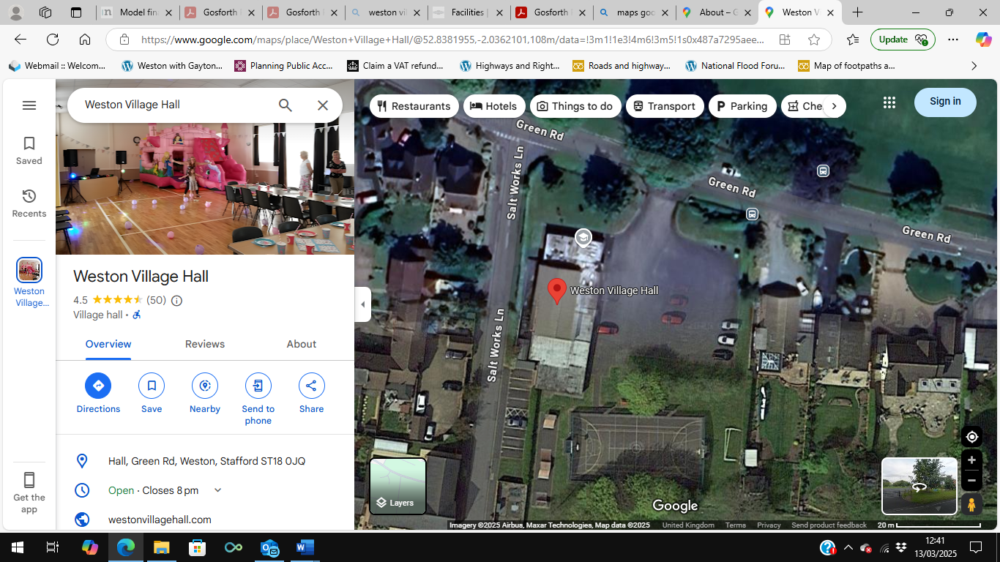 Model fin
Gosforth
Gosforth
weston vil
Facilities |
Gosforth
maps goo
About – G
Weston V
https://www.google.com/maps/place/Weston+Village+Hall/@52.8381955,-2.0362101,108m/data=!3m1!1e3!4m6!3m5!1s0x487a7295aee...
Update
Webmail :: Welcom...
Weston with Gayton...
Planning Public Acc...
Claim a VAT refund...
Highways and Right...
Roads and highway...
National Flood Foru...
Map of footpaths a...
Weston Village Hall
Restaurants
Hotels
Things to do
Transport
Parking
Che
Sign in
Saved
Recents
Weston
Village...
Get the
app
Weston Village Hall
4.5 (50)
Village hall ·
Overview
Reviews
About
Directions
Save
Nearby
Send to
phone
Share
Hall, Green Rd, Weston, Stafford ST18 0JQ
Open · Closes 8 pm
westonvillagehall.com
Green Rd
Salt Works Ln
Green Rd
Green Rd
Weston Village Hall
Salt Works Ln
Layers
Google
Imagery ©2025 Airbus, Maxar Technologies, Map data ©2025
United Kingdom
Terms
Privacy
Send product feedback
20 m
12:41
13/03/2025